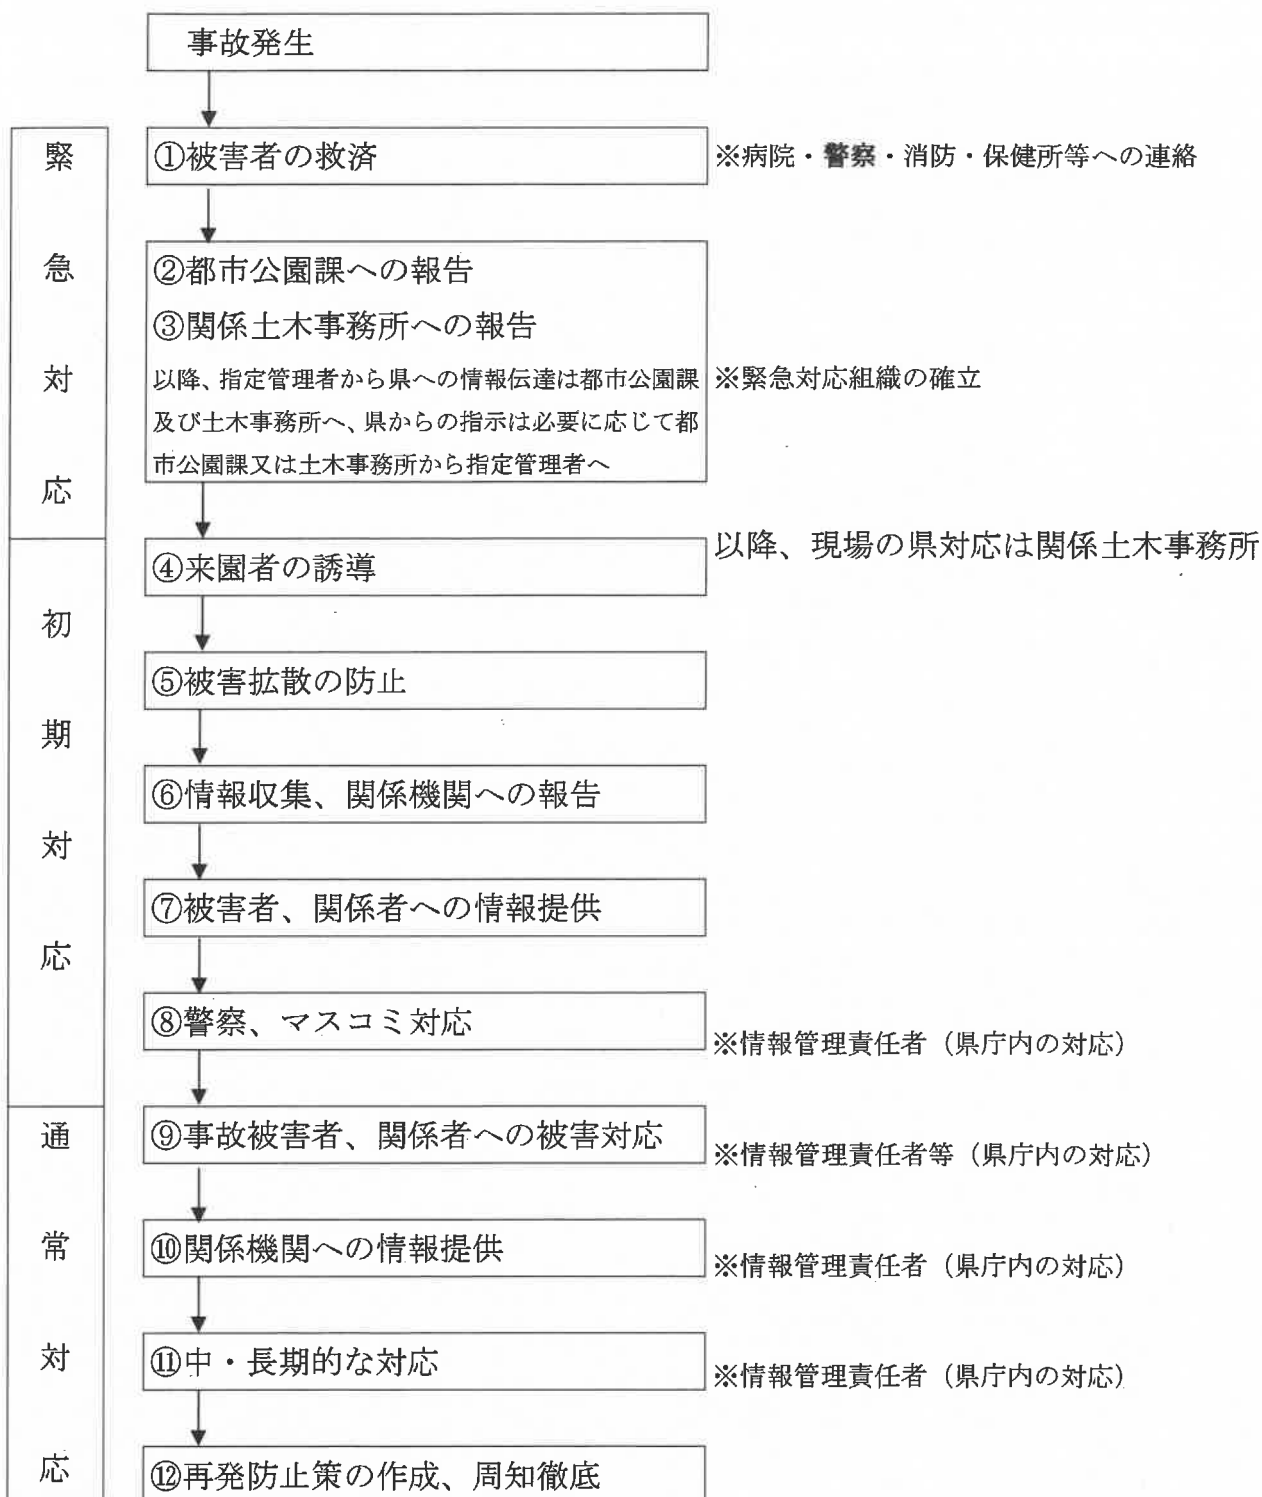 事故発生
緊急対応
①被害者の救済
※病院・警察・消防・保健所等への連絡
②都市公園課への報告
③関係土木事務所への報告
以降、指定管理者から県への情報伝達は都市公園課
及び土木事務所へ、県からの指示は必要に応じて都
市公園課又は土木事務所から指定管理者へ
※緊急対応組織の確立
初期対応
以降、現場の県対応は関係土木事務所
④来園者の誘導
⑤被害拡散の防止
⑥情報収集、関係機関への報告
⑦被害者、関係者への情報提供
⑧警察、マスコミ対応
※情報管理責任者（県庁内の対応）
通常対応
⑨事故被害者、関係者への被害対応
※情報管理責任者等（県庁内の対応）
⑩関係機関への情報提供
※情報管理責任者（県庁内の対応）
⑪中・長期的な対応
※情報管理責任者（県庁内の対応）
⑫再発防止策の作成、周知徹底